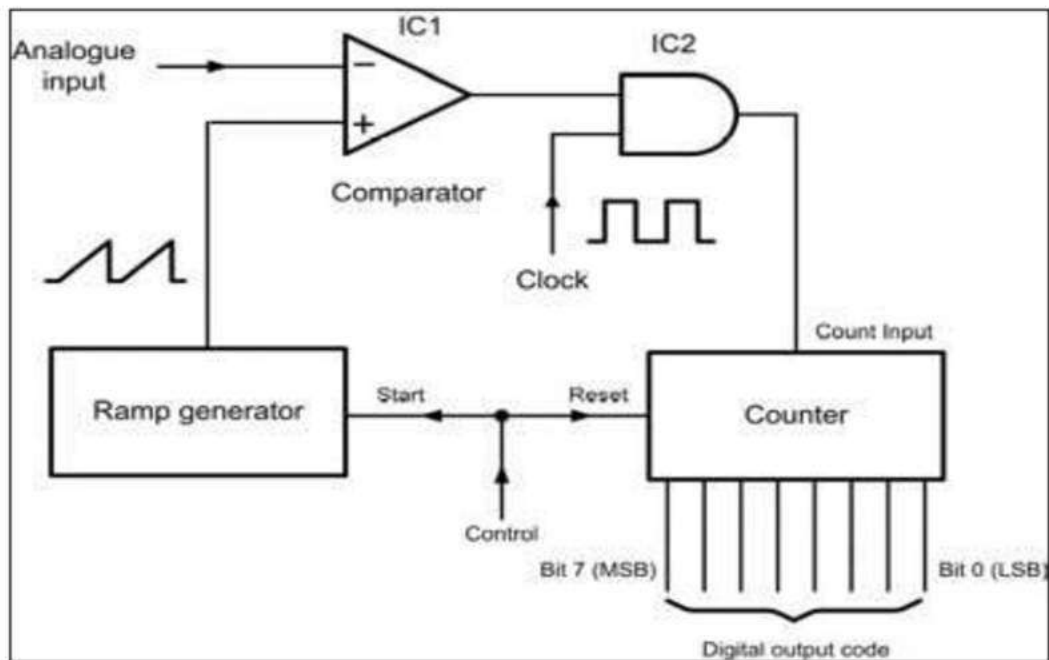 IC1
Analogue
input
IC2
−
+
Comparator
Clock
Count Input
Ramp generator
Start
Reset
Counter
Control
Bit 7 (MSB)
Bit 0 (LSB)
Digital output code